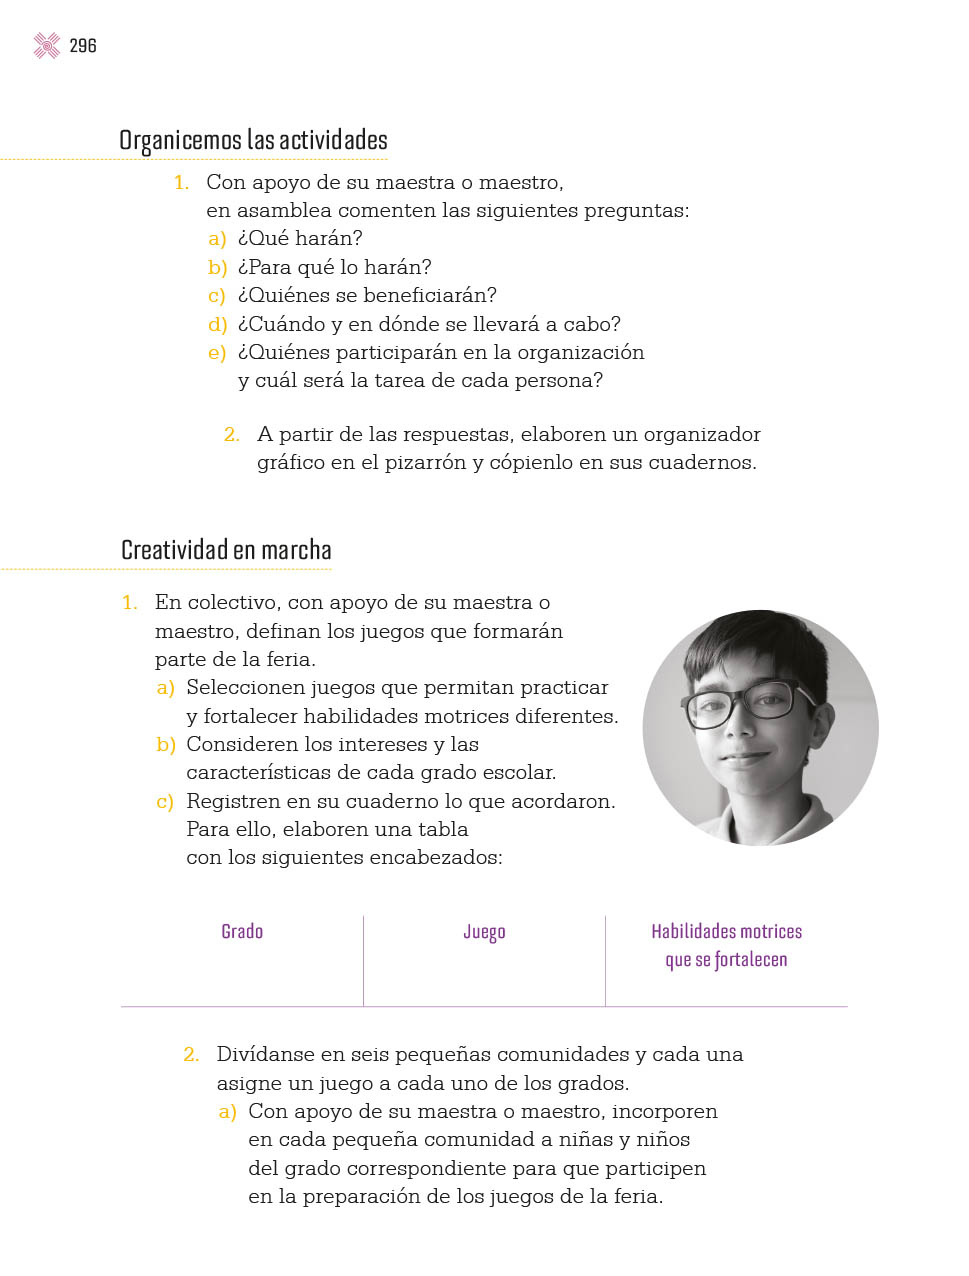 296
Organicemos las actividades
1. Con apoyo de su maestra o maestro,
en asamblea comenten las siguientes preguntas:
a) ¿Qué harán?
b) ¿Para qué lo harán?
c) ¿Quiénes se beneficiarán?
d) ¿Cuándo y en dónde se llevará a cabo?
e) ¿Quiénes participarán en la organización
y cuál será la tarea de cada persona?
2. A partir de las respuestas, elaboren un organizador
gráfico en el pizarrón y cópienlo en sus cuadernos.
Creatividad en marcha
1. En colectivo, con apoyo de su maestra o
maestro, definan los juegos que formarán
parte de la feria.
a) Seleccionen juegos que permitan practicar
y fortalecer habilidades motrices diferentes.
b) Consideren los intereses y las
características de cada grado escolar.
c) Registren en su cuaderno lo que acordaron.
Para ello, elaboren una tabla
con los siguientes encabezados:
Grado
Juego
Habilidades motrices
que se fortalecen
2. Divídanse en seis pequeñas comunidades y cada una
asigne un juego a cada uno de los grados.
a) Con apoyo de su maestra o maestro, incorporen
en cada pequeña comunidad a niñas y niños
del grado correspondiente para que participen
en la preparación de los juegos de la feria.